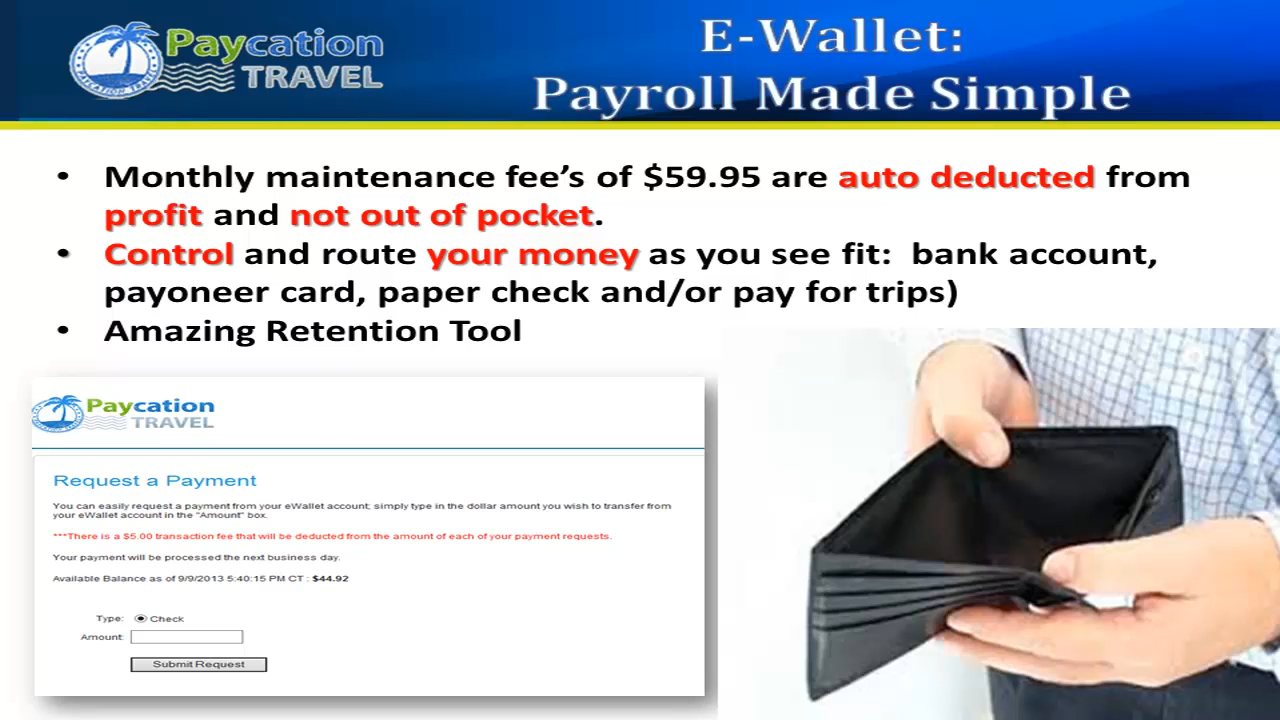 Paycation
TRAVEL
PAYCATION TRAVEL
E-Wallet:
Payroll Made Simple
• Monthly maintenance fee's of $59.95 are auto deducted from
profit and not out of pocket.
• Control and route your money as you see fit:  bank account,
payoneer card, paper check and/or pay for trips)
• Amazing Retention Tool
Paycation
TRAVEL
Request a Payment
You can easily request a payment from your eWallet account; simply type in the dollar amount you wish to transfer from
your eWallet account in the "Amount" box.
***There is a $5.00 transaction fee that will be deducted from the amount of each of your payment requests.
Your payment will be processed the next business day.
Available Balance as of 9/9/2013 5:40:15 PM CT : $44.92
Type: Check
Amount:
Submit Request